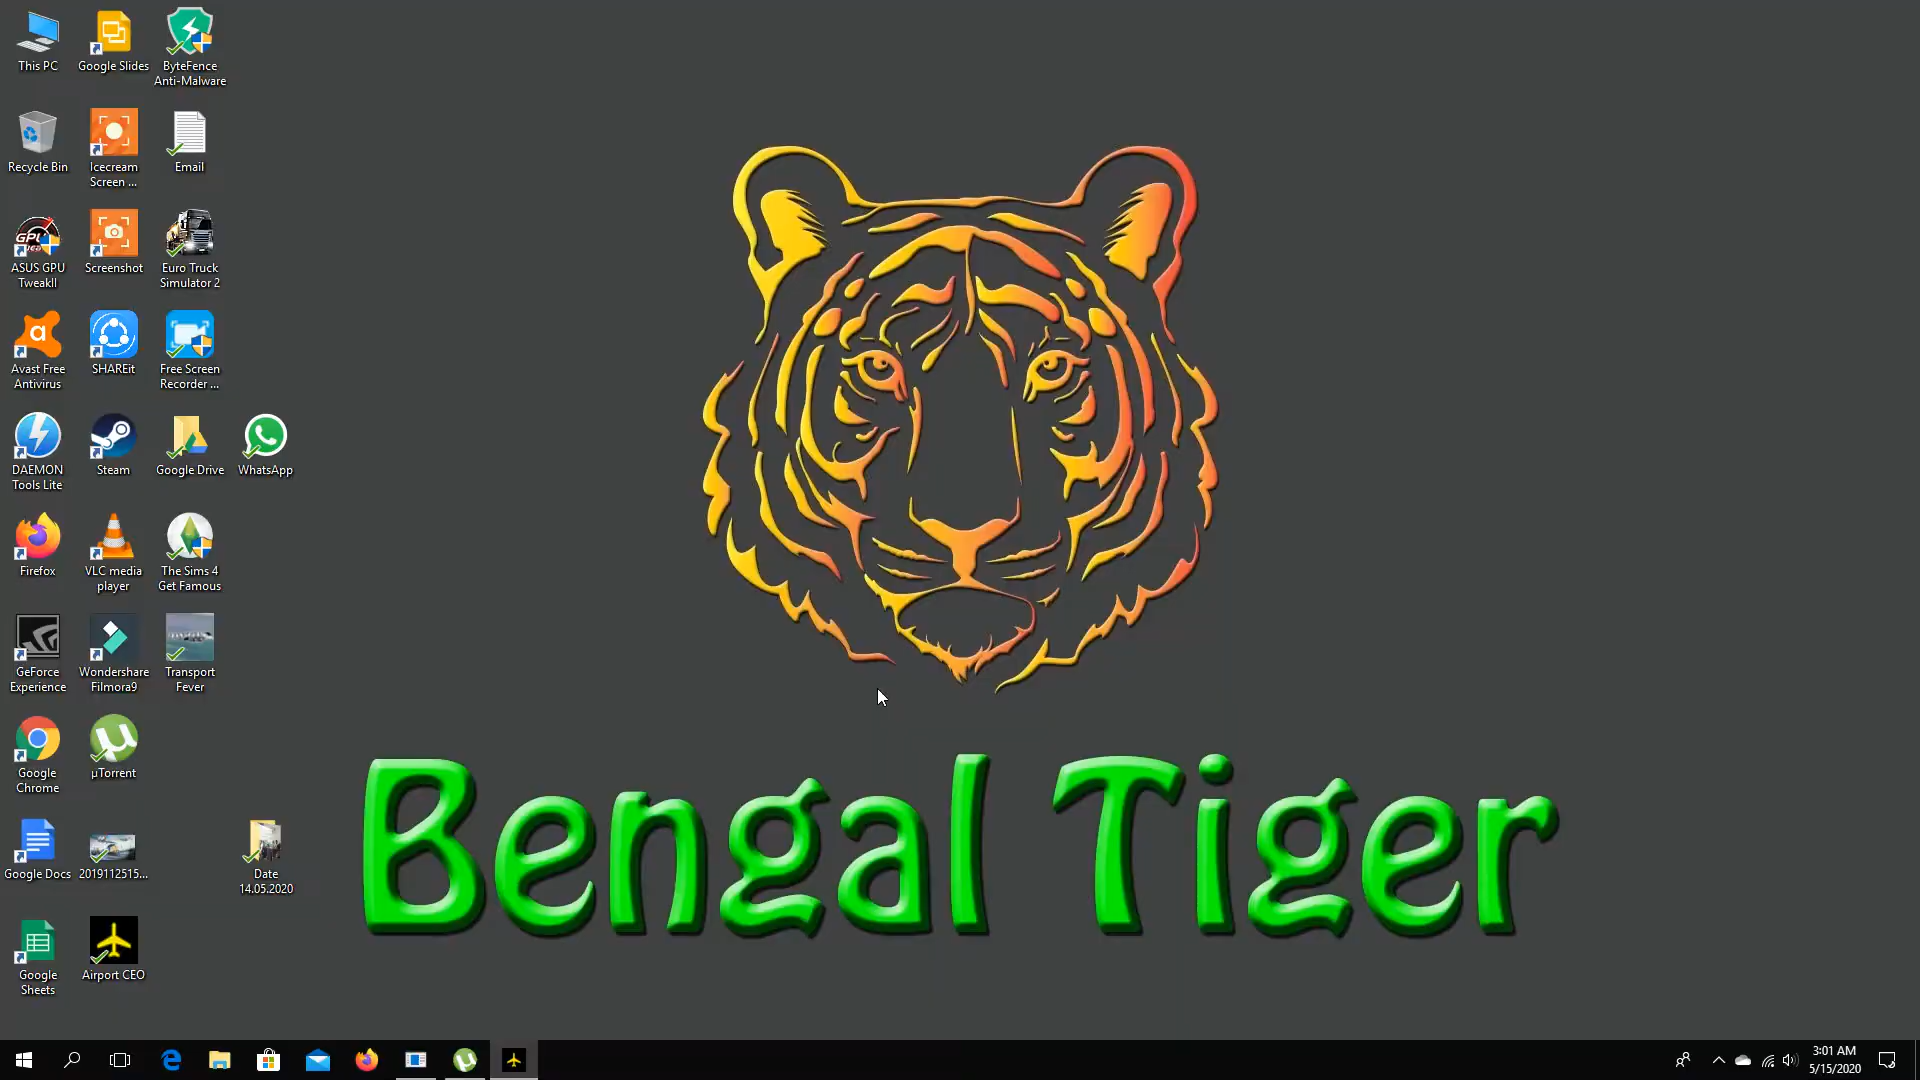 This PC
Google Slides
ByteFence
Anti-Malware
Recycle Bin
Icecream
Screen ...
Email
ASUS GPU
TweakII
Screenshot
Euro Truck
Simulator 2
Avast Free
Antivirus
SHAREit
Free Screen
Recorder ...
DAEMON
Tools Lite
Steam
Google Drive
WhatsApp
Firefox
VLC media
player
The Sims 4
Get Famous
GeForce
Experience
Wondershare
Filmora9
Transport
Fever
Google
Chrome
µTorrent
Google Docs
2019112515...
Date
14.05.2020
Google
Sheets
Airport CEO
Bengal Tiger
3:01 AM
5/15/2020